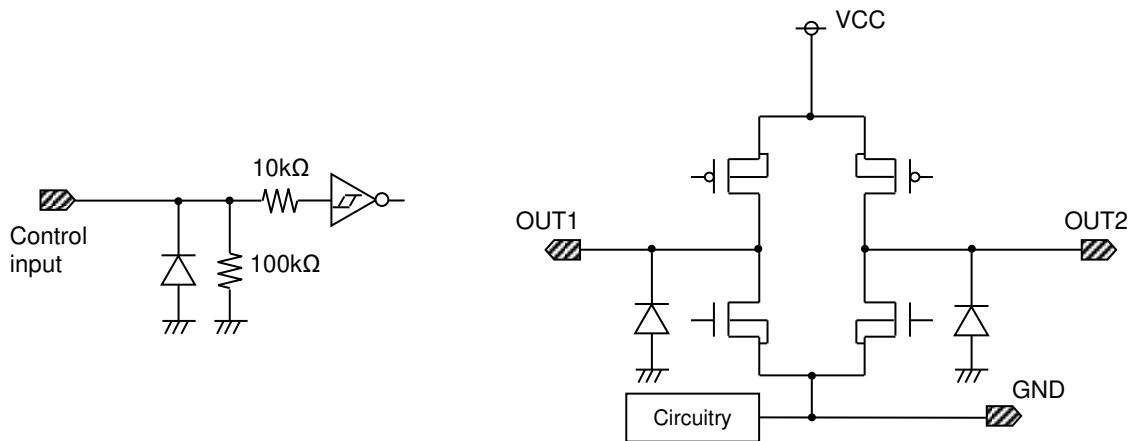 VCC
10kΩ
Control
input
100kΩ
OUT1
OUT2
GND
Circuitry